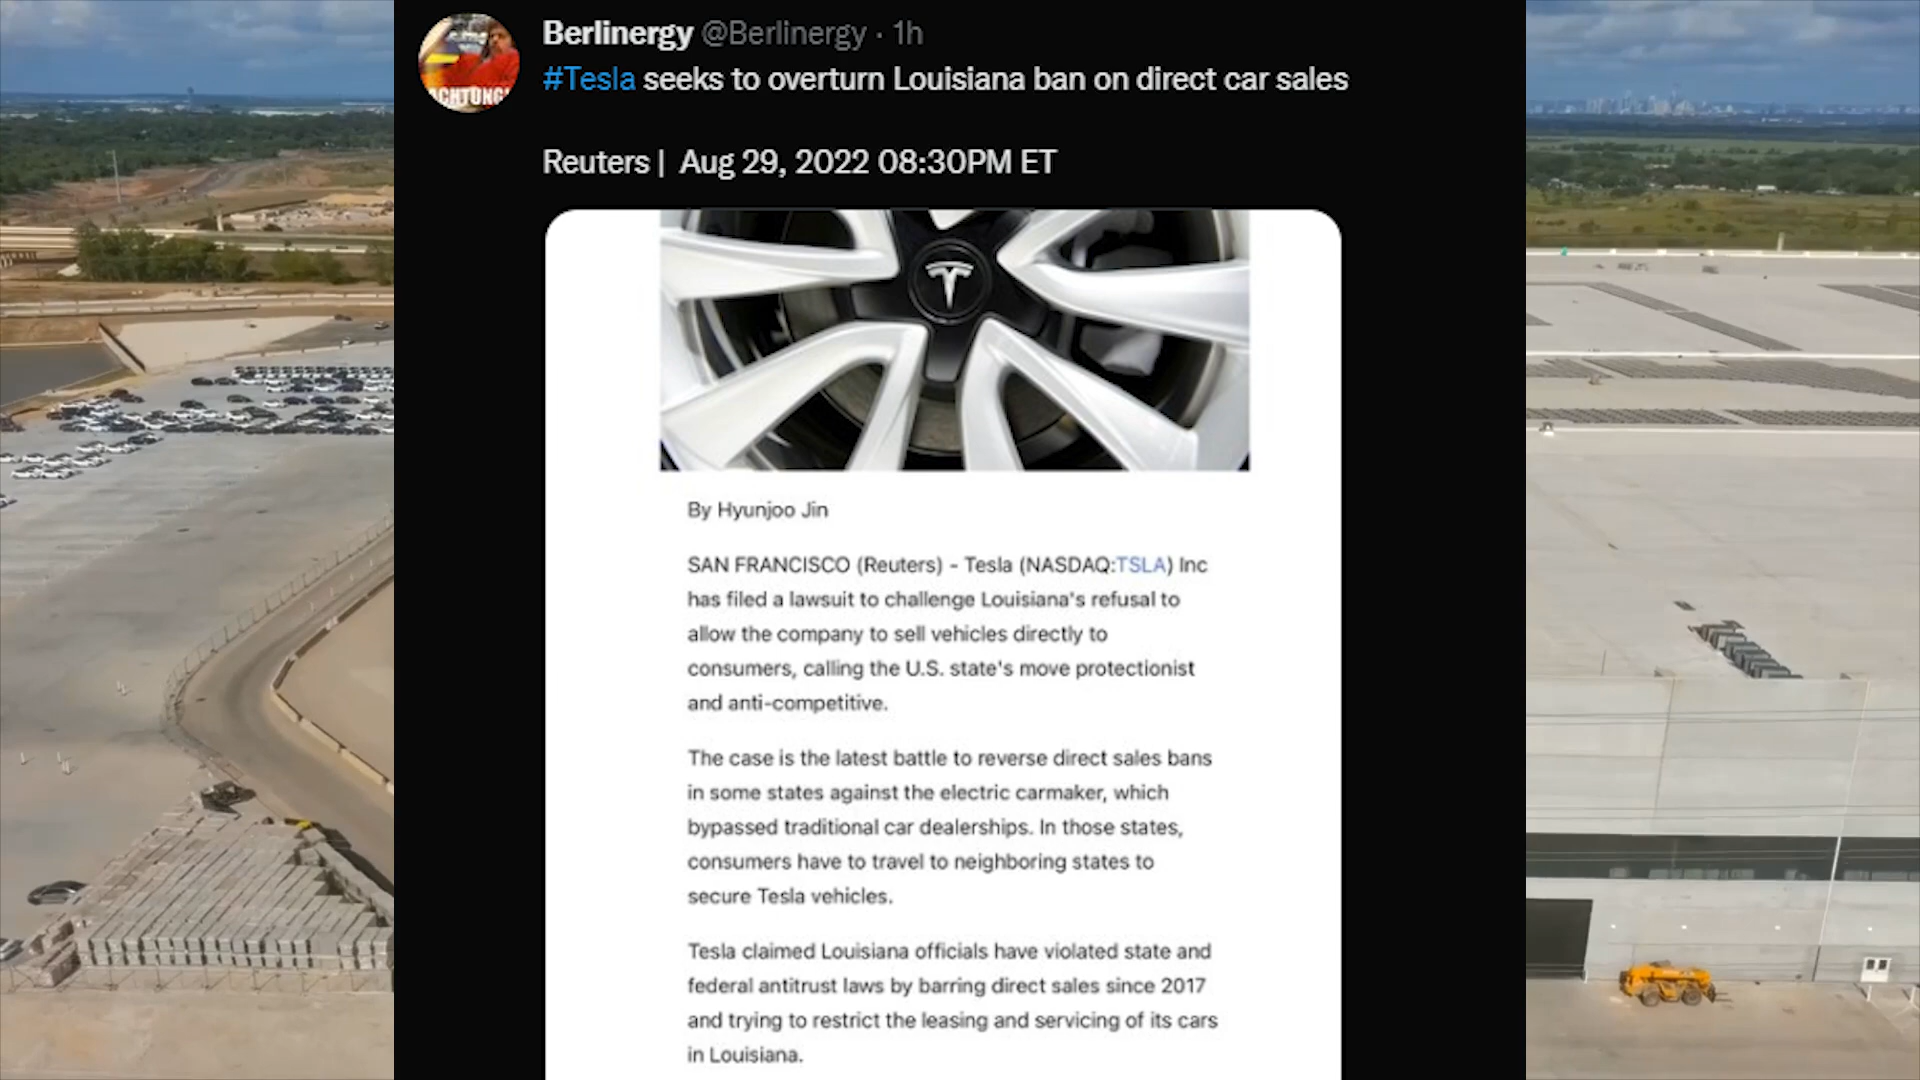 Berlinergy @Berlinergy · 1h
#Tesla seeks to overturn Louisiana ban on direct car sales
Reuters | Aug 29, 2022 08:30PM ET
ACHTUNG!
By Hyunjoo Jin
SAN FRANCISCO (Reuters) - Tesla (NASDAQ:TSLA) Inc
has filed a lawsuit to challenge Louisiana's refusal to
allow the company to sell vehicles directly to
consumers, calling the U.S. state's move protectionist
and anti-competitive.
The case is the latest battle to reverse direct sales bans
in some states against the electric carmaker, which
bypassed traditional car dealerships. In those states,
consumers have to travel to neighboring states to
secure Tesla vehicles.
Tesla claimed Louisiana officials have violated state and
federal antitrust laws by barring direct sales since 2017
and trying to restrict the leasing and servicing of its cars
in Louisiana.